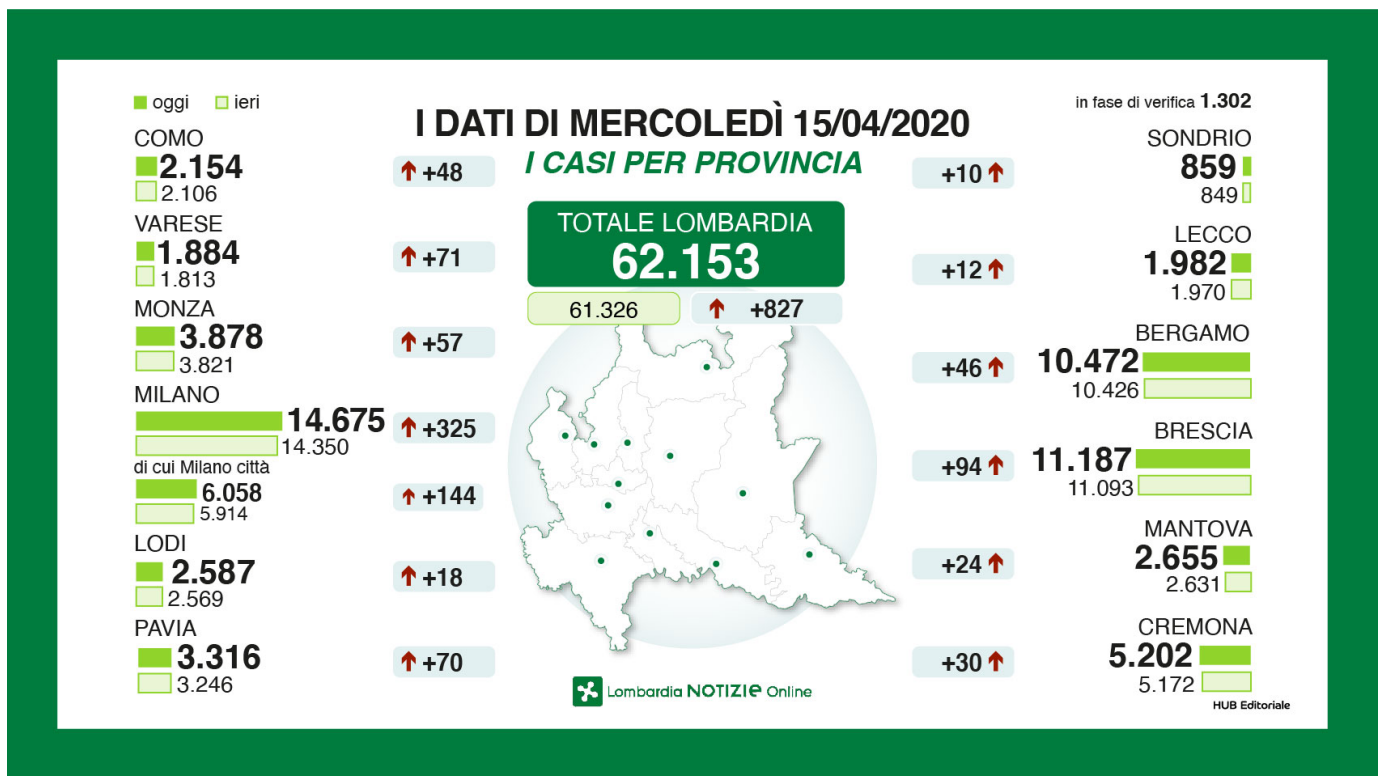 oggi ieri
I DATI DI MERCOLEDÌ 15/04/2020
I CASI PER PROVINCIA
in fase di verifica 1.302
TOTALE LOMBARDIA
62.153
61.326
+827
COMO
2.154
2.106
+48
VARESE
1.884
1.813
+71
MONZA
3.878
3.821
+57
MILANO
14.675
14.350
+325
di cui Milano città
6.058
5.914
+144
LODI
2.587
2.569
+18
PAVIA
3.316
3.246
+70
SONDRIO
+10
859
849
LECCO
+12
1.982
1.970
BERGAMO
+46
10.472
10.426
BRESCIA
+94
11.187
11.093
MANTOVA
+24
2.655
2.631
CREMONA
+30
5.202
5.172
Lombardia NOTIZIE Online
HUB Editoriale